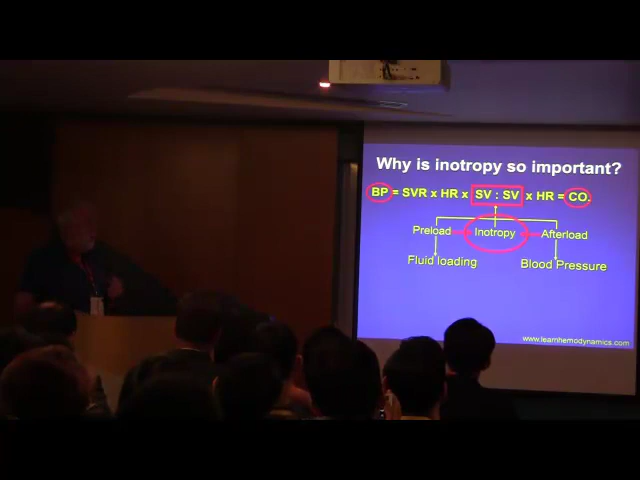 Why is inotropy so important?
BP = SVR x HR x SV : SV x HR = CO.
Preload Inotropy Afterload
Fluid loading Blood Pressure
www.learnhemodynamics.com